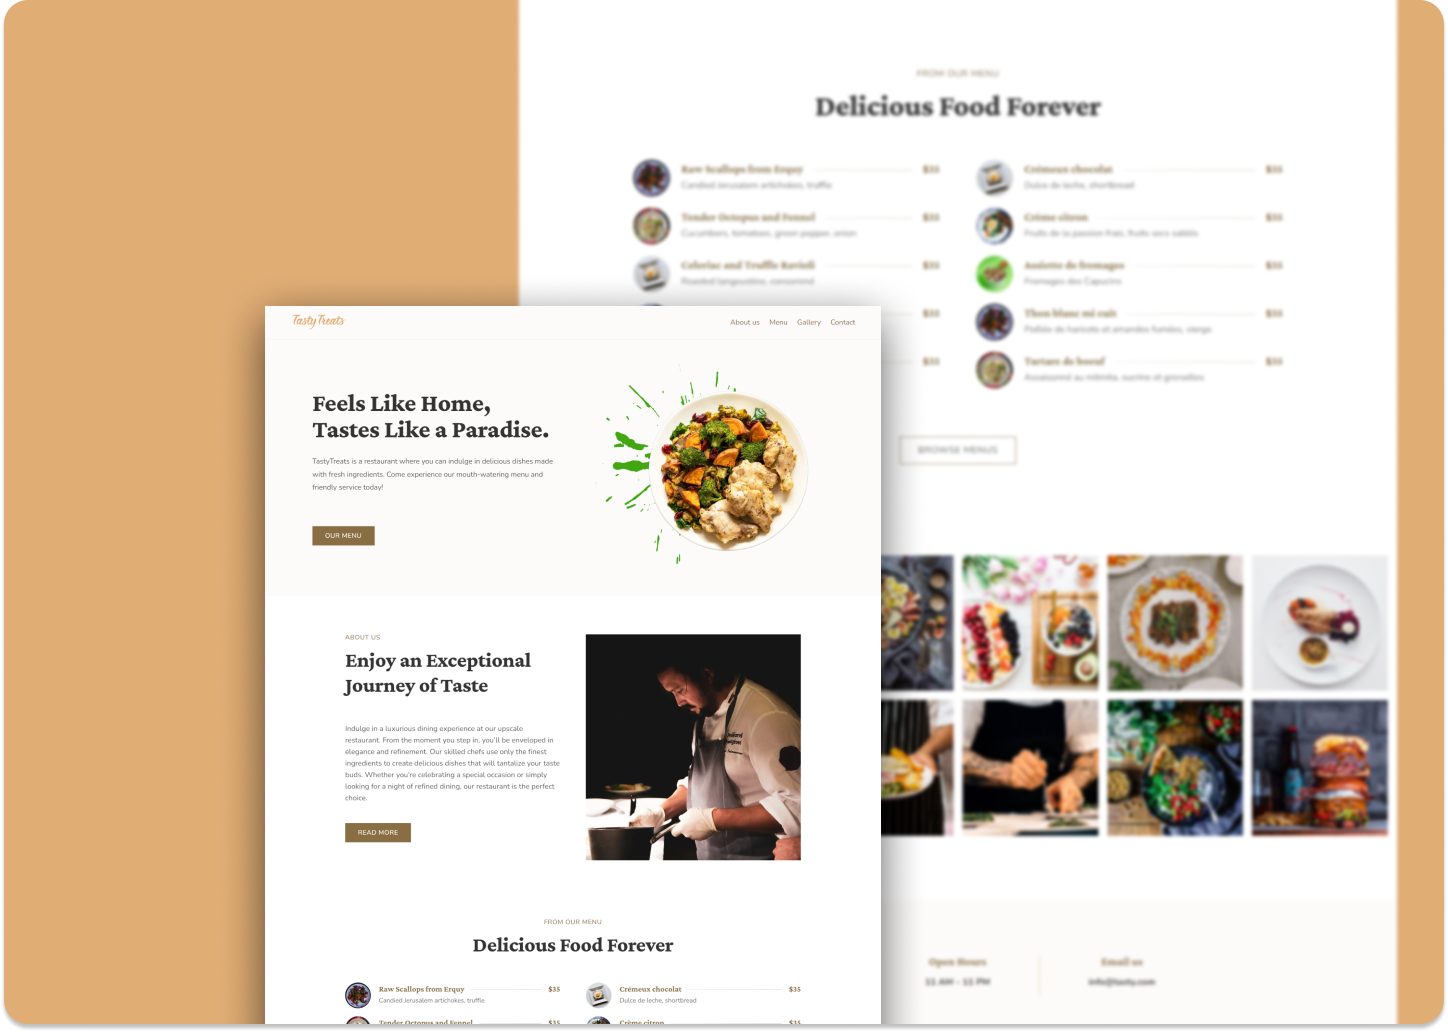 FROM OUR MENU
Delicious Food Forever
Raw Scallops from Erquy $35
Candied Jerusalem artichokes, truffle
Tender Octopus and Fennel $35
Cucumbers, tomatoes, green pepper, onion
Celeriac and Truffle Ravioli $35
Roasted langoustine, consommé
$35
$35
Crémeux chocolat $35
Dulce de leche, shortbread
Crème citron $35
Fruits de la passion frais, fruits secs sablés
Assiette de fromages $35
Fromages des Capucins
Thon blanc mi cuit $35
Poêlée de haricots et amandes fumées, vierge
Tartare de boeuf $35
BROWSE MENUS
TastyTreats
About us Menu Gallery Contact
Feels Like Home,
Tastes Like a Paradise.
TastyTreats is a restaurant where you can indulge in delicious dishes made
with fresh ingredients. Come experience our mouth-watering menu and
friendly service today!
OUR MENU
ABOUT US
Enjoy an Exceptional
Journey of Taste
Indulge in a luxurious dining experience at our upscale
restaurant. From the moment you step in, you'll be enveloped in
elegance and refinement. Our skilled chefs use only the finest
ingredients to create delicious dishes that will tantalize your taste
buds. Whether you're celebrating a special occasion or simply
looking for a night of refined dining, our restaurant is the perfect
choice.
READ MORE
FROM OUR MENU
Delicious Food Forever
Raw Scallops from Erquy $35
Candied Jerusalem artichokes, truffle
Tender Octopus and Fennel $35
Crémeux chocolat $35
Dulce de leche, shortbread
Crème citron $35
Open Hours
11 AM - 11 PM
Email us
info@tasty.com